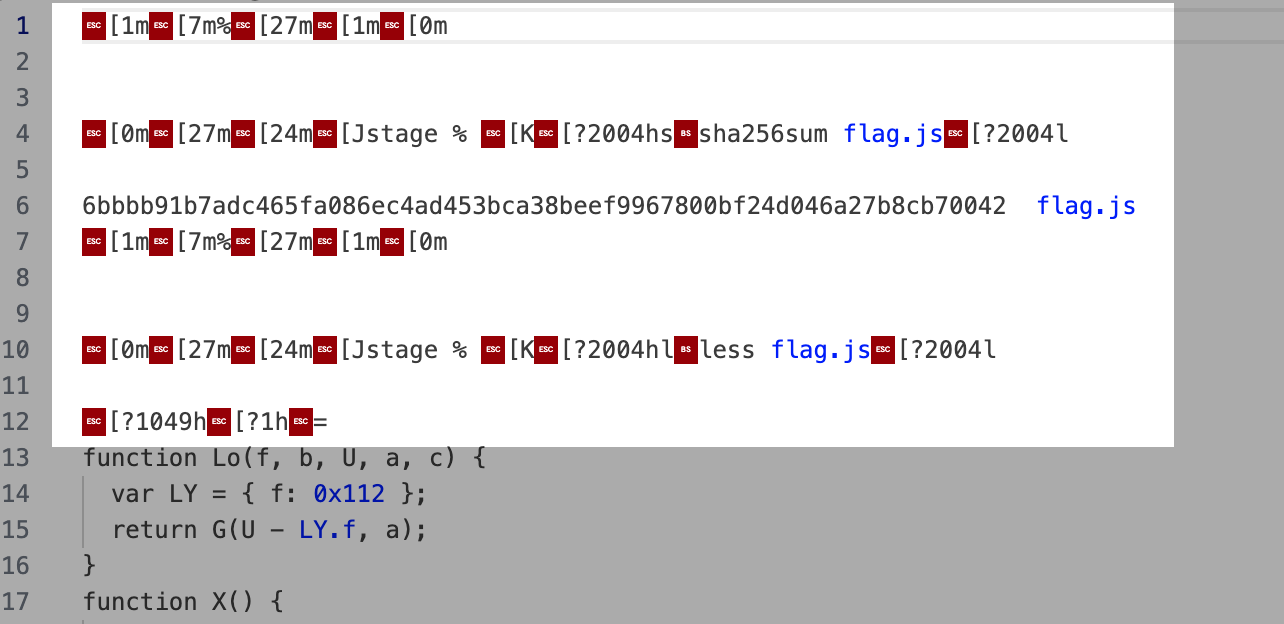 1 ESC[1mESC[7m%ESC[27mESC[1mESC[0m
2
3
4 ESC[0mESC[27mESC[24mESC[Jstage % ESC[KESC[?2004hsBSsha256sum flag.jsESC[?2004l
5
6 6bbbb91b7adc465fa086ec4ad453bca38beef9967800bf24d046a27b8cb70042  flag.js
7 ESC[1mESC[7m%ESC[27mESC[1mESC[0m
8
9
10 ESC[0mESC[27mESC[24mESC[Jstage % ESC[KESC[?2004hlBSless flag.jsESC[?2004l
11
12 ESC[?1049hESC[?1hESC=
13 function Lo(f, b, U, a, c) {
14   var LY = { f: 0x112 };
15   return G(U - LY.f, a);
16 }
17 function X() {